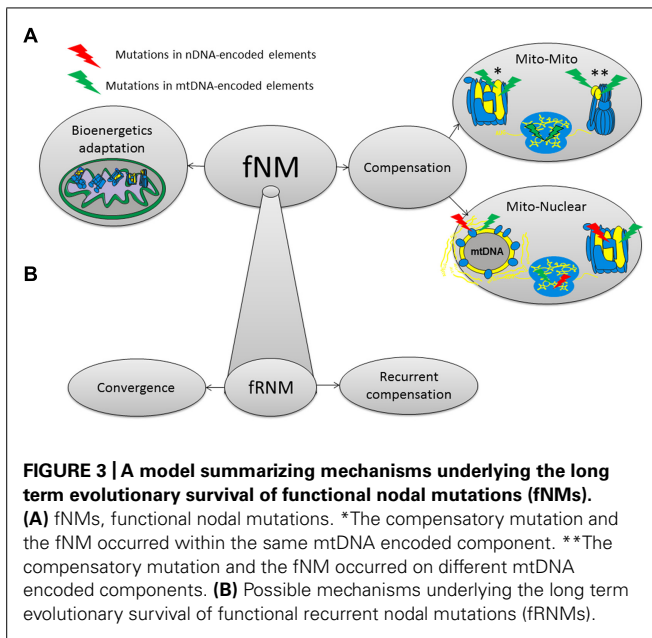 A
Mutations in nDNA-encoded elements
Mutations in mtDNA-encoded elements
Mito-Mito
*
**
Bioenergetics
adaptation
fNM
Compensation
Mito-Nuclear
mtDNA
B
Convergence
fRNM
Recurrent
compensation
FIGURE 3 | A model summarizing mechanisms underlying the long
term evolutionary survival of functional nodal mutations (fNMs).
(A) fNMs, functional nodal mutations. *The compensatory mutation and
the fNM occurred within the same mtDNA encoded component. **The
compensatory mutation and the fNM occurred on different mtDNA
encoded components. (B) Possible mechanisms underlying the long term
evolutionary survival of functional recurrent nodal mutations (fRNMs).